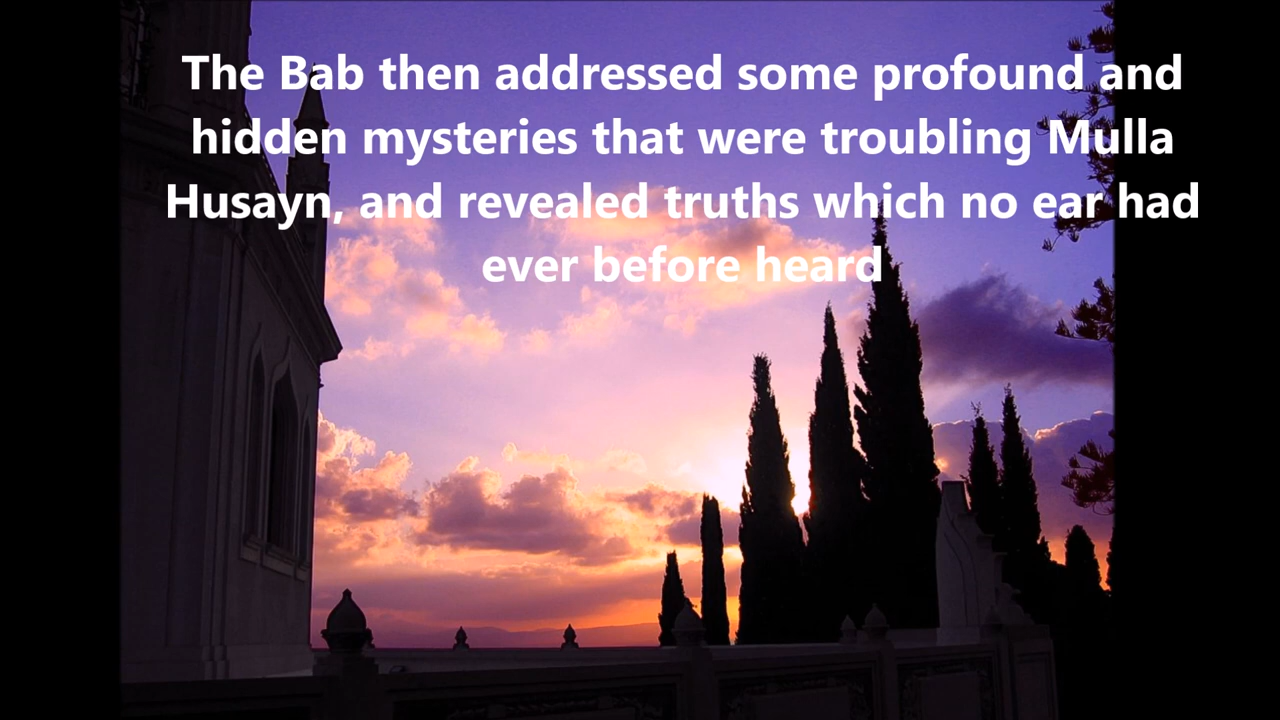 The Bab then addressed some profound and
hidden mysteries that were troubling Mulla
Husayn, and revealed truths which no ear had
ever before heard